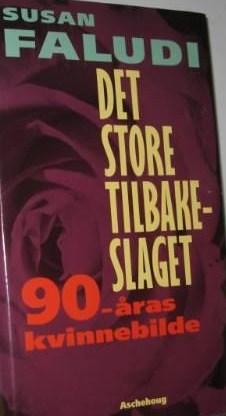 SUSAN
FALUDI
DET
STORE
TILBAKE-
SLAGET
90-åras
kvinnebilde
Aschehoug